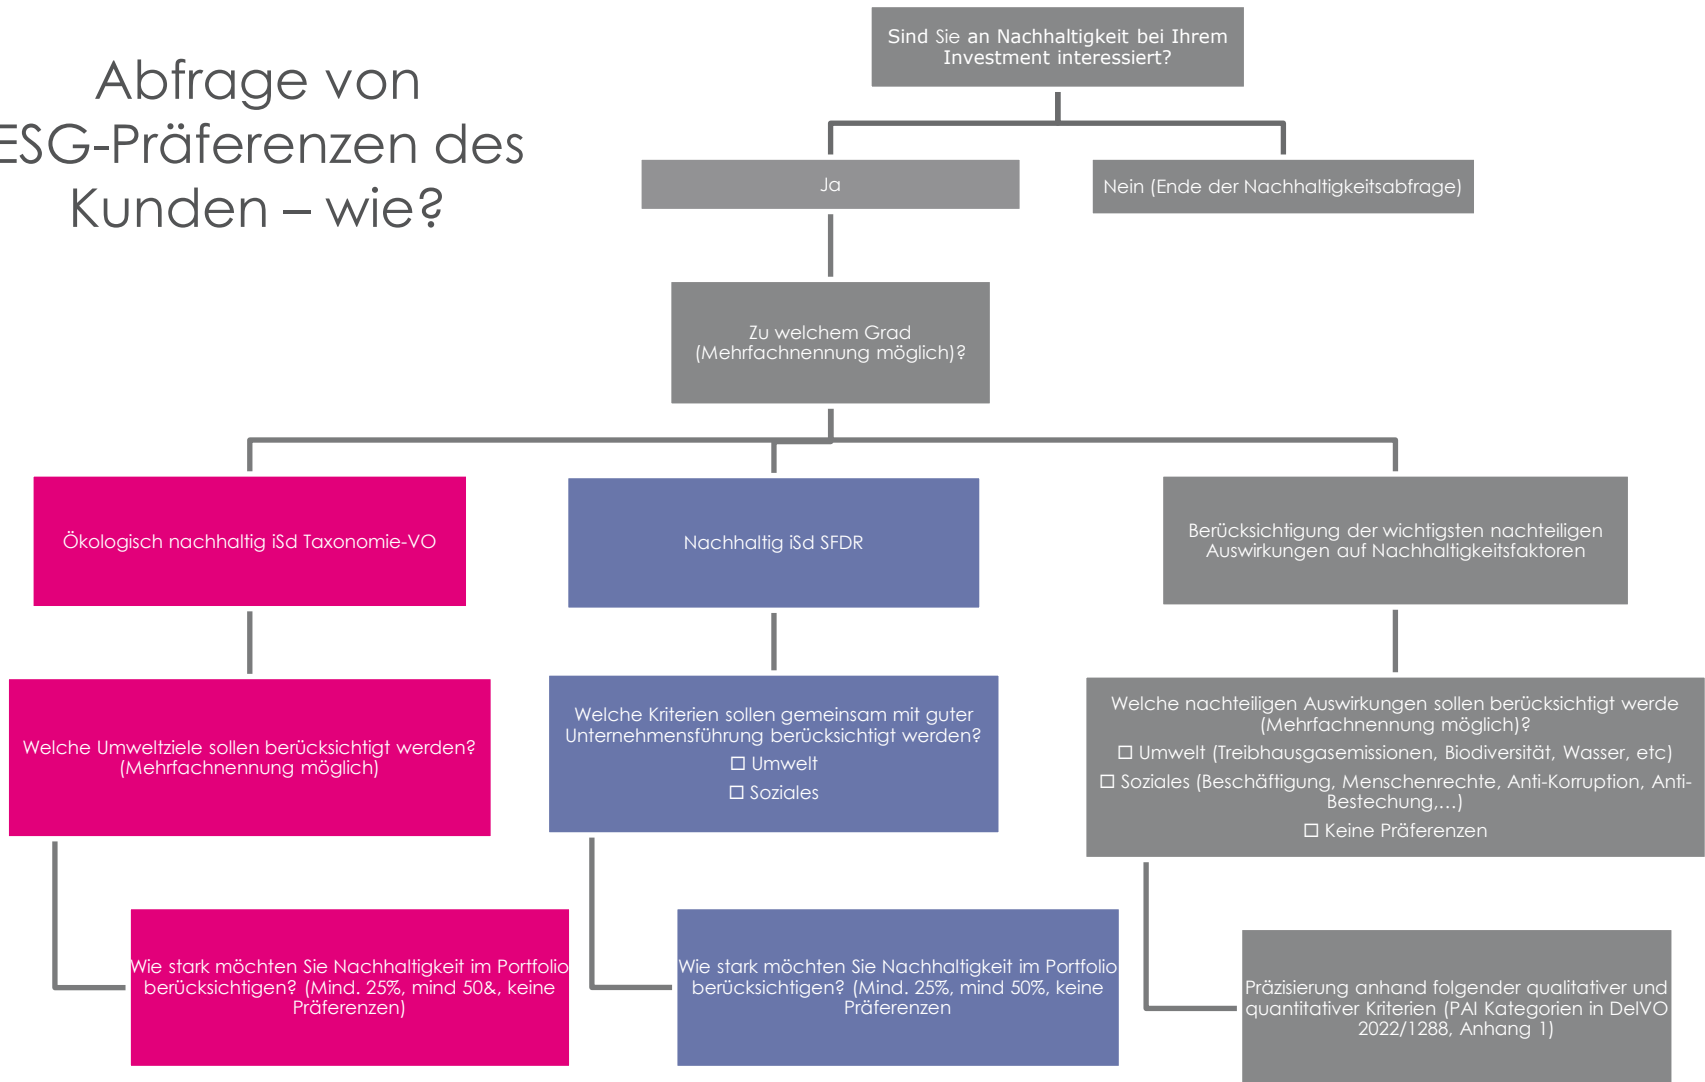 Abfrage von
ESG-Präferenzen des
Kunden – wie?
Sind Sie an Nachhaltigkeit bei Ihrem
Investment interessiert?
Ja
Nein (Ende der Nachhaltigkeitsabfrage)
Zu welchem Grad
(Mehrfachnennung möglich)?
Ökologisch nachhaltig iSd Taxonomie-VO
Nachhaltig iSd SFDR
Berücksichtigung der wichtigsten nachteiligen
Auswirkungen auf Nachhaltigkeitsfaktoren
Welche Umweltziele sollen berücksichtigt werden?
(Mehrfachnennung möglich)
Welche Kriterien sollen gemeinsam mit guter
Unternehmensführung berücksichtigt werden?
☐ Umwelt
☐ Soziales
Welche nachteiligen Auswirkungen sollen berücksichtigt werde
(Mehrfachnennung möglich)?
☐ Umwelt (Treibhausgasemissionen, Biodiversität, Wasser, etc)
☐ Soziales (Beschäftigung, Menschenrechte, Anti-Korruption, Anti-
Bestechung,…)
☐ Keine Präferenzen
Wie stark möchten Sie Nachhaltigkeit im Portfolio
berücksichtigen? (Mind. 25%, mind 50&, keine
Präferenzen)
Wie stark möchten Sie Nachhaltigkeit im Portfolio
berücksichtigen? (Mind. 25%, mind 50%, keine
Präferenzen
Präzisierung anhand folgender qualitativer und
quantitativer Kriterien (PAI Kategorien in DelVO
2022/1288, Anhang 1)